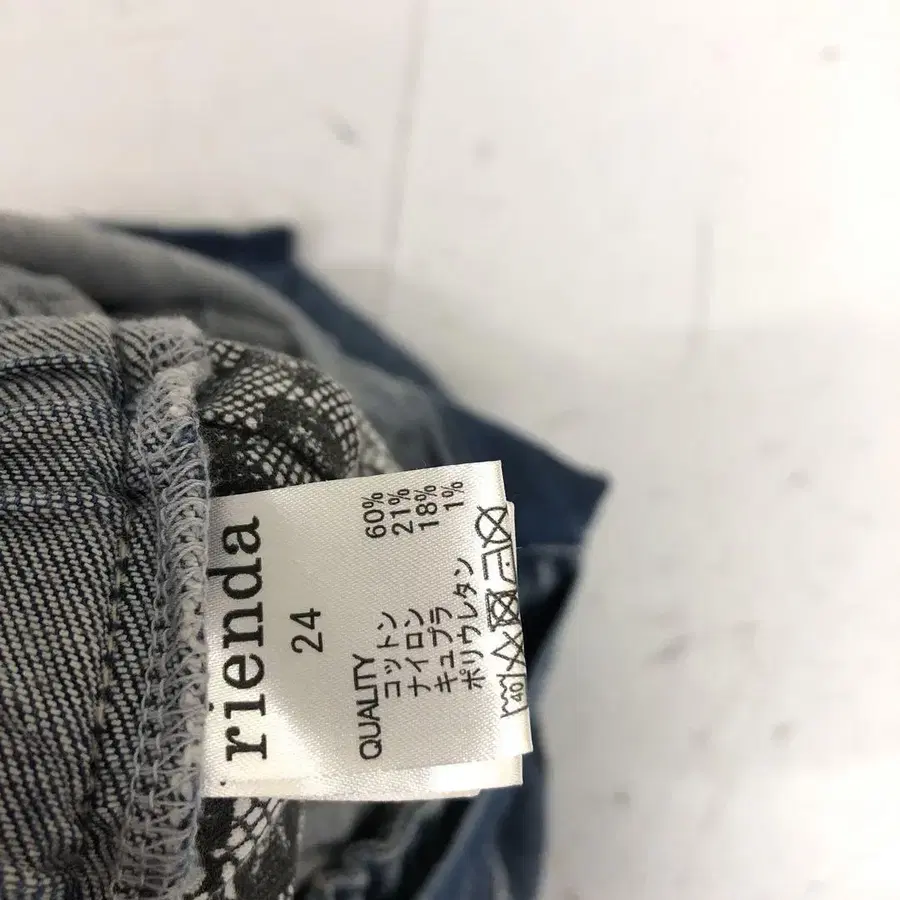 rienda
24
QUALITY
コットン 60%
ナイロン 21%
キュプラ 18%
ポリウレタン 1%
40